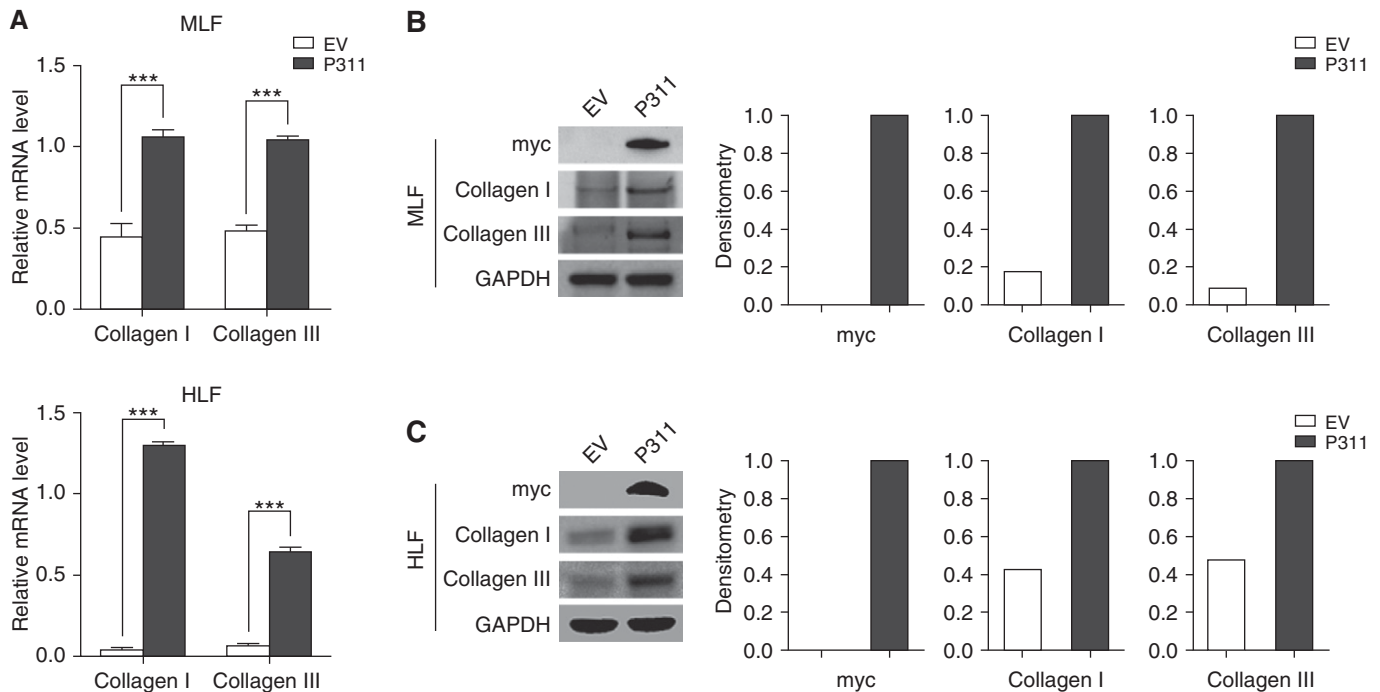 A
MLF
EV
P311
Relative mRNA level
1.5
1.0
0.5
0.0
***
***
Collagen I
Collagen III
HLF
Relative mRNA level
1.5
1.0
0.5
0.0
***
***
Collagen I
Collagen III
B
EV
P311
MLF
myc
Collagen I
Collagen III
GAPDH
EV
P311
Densitometry
1.0
0.8
0.6
0.4
0.2
0.0
myc
1.0
0.8
0.6
0.4
0.2
0.0
Collagen I
1.0
0.8
0.6
0.4
0.2
0.0
Collagen III
C
EV
P311
HLF
myc
Collagen I
Collagen III
GAPDH
EV
P311
Densitometry
1.0
0.8
0.6
0.4
0.2
0.0
myc
1.0
0.8
0.6
0.4
0.2
0.0
Collagen I
1.0
0.8
0.6
0.4
0.2
0.0
Collagen III